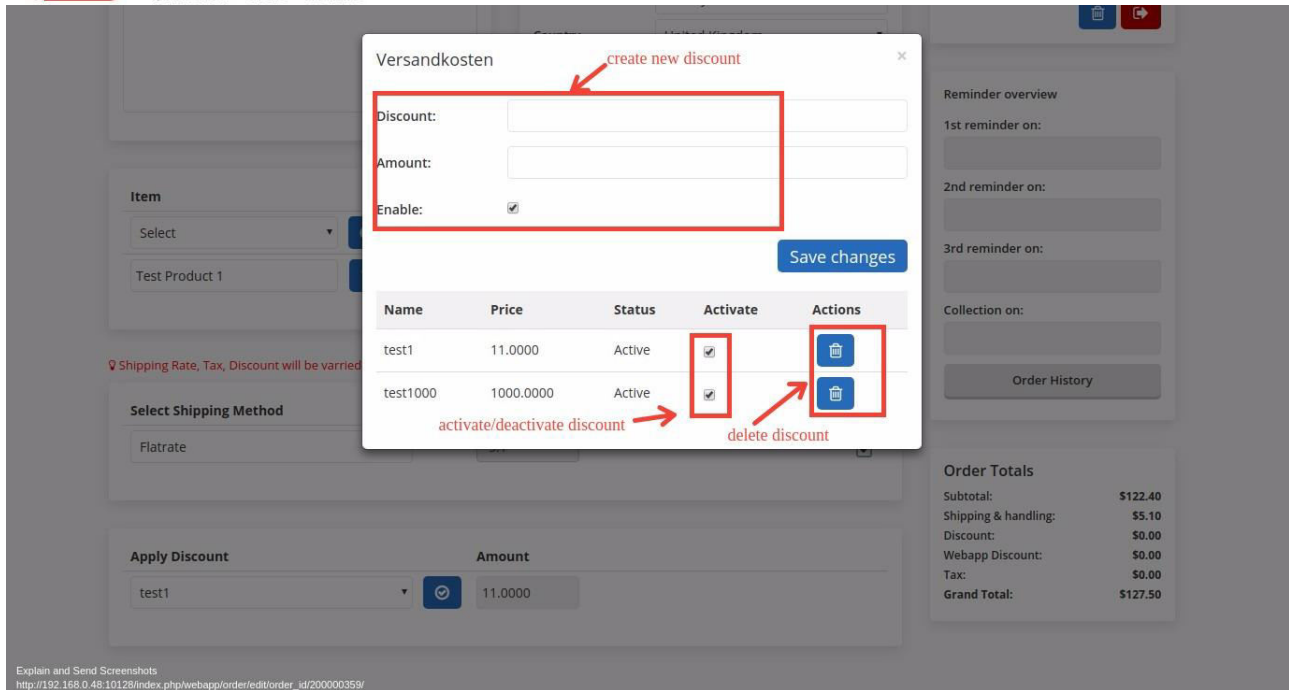 Versandkosten
create new discount
×
Discount:
Amount:
Enable:
Save changes
Name Price Status Activate Actions
test1 11.0000 Active
test1000 1000.0000 Active
activate/deactivate discount
delete discount
Country
United Kingdom
Item
Select
Test Product 1
Shipping Rate, Tax, Discount will be varried
Select Shipping Method
Flatrate
Apply Discount Amount
test1 11.0000
Reminder overview
1st reminder on:
2nd reminder on:
3rd reminder on:
Collection on:
Order History
Order Totals
Subtotal: $122.40
Shipping & handling: $5.10
Discount: $0.00
Webapp Discount: $0.00
Tax: $0.00
Grand Total: $127.50
Explain and Send Screenshots
http://192.168.0.48:10128/index.php/webapp/order/edit/order_id/200000359/